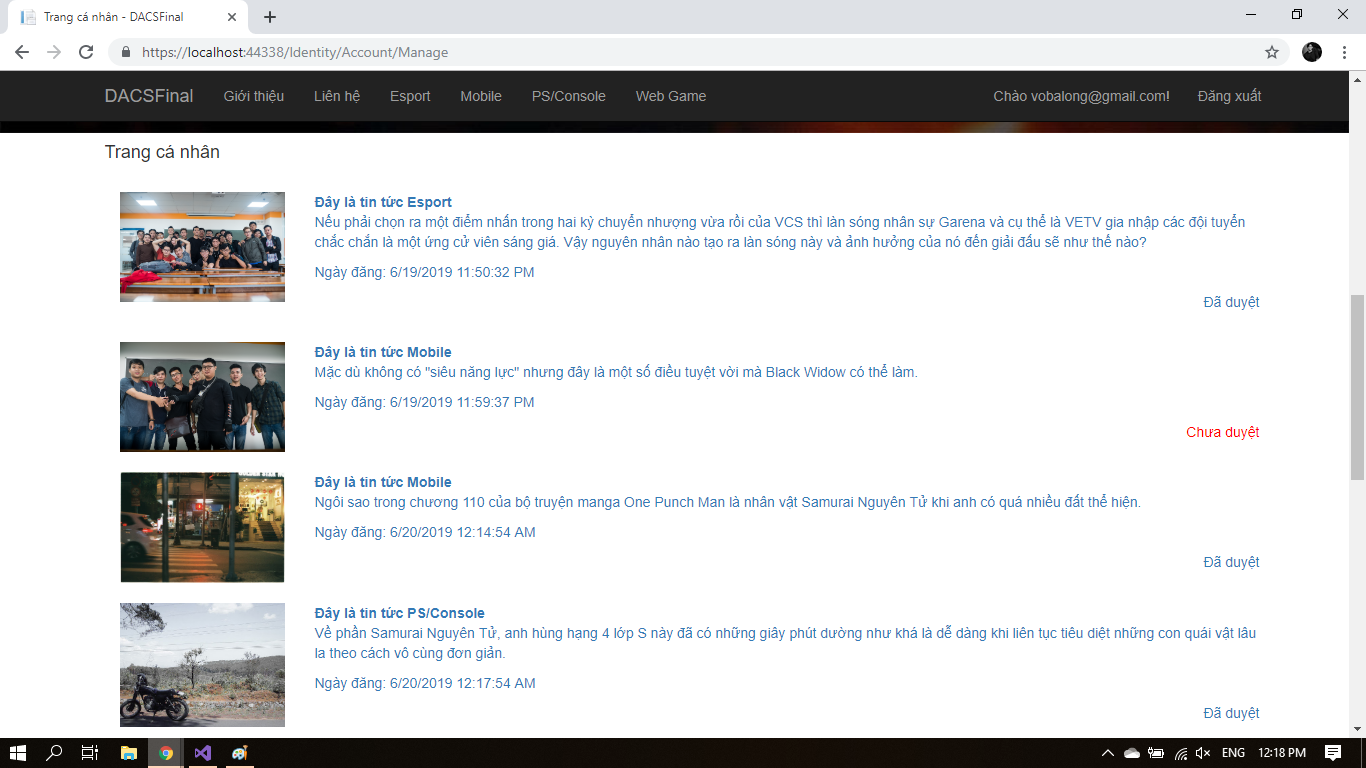 Trang cá nhân - DACSFinal
https://localhost:44338/Identity/Account/Manage
DACSFinal Giới thiệu Liên hệ Esport Mobile PS/Console Web Game Chào vobalong@gmail.com! Đăng xuất
Trang cá nhân
Đây là tin tức Esport
Nếu phải chọn ra một điểm nhấn trong hai kỳ chuyển nhượng vừa rồi của VCS thì làn sóng nhân sự Garena và cụ thể là VETV gia nhập các đội tuyển
chắc chắn là một ứng cử viên sáng giá. Vậy nguyên nhân nào tạo ra làn sóng này và ảnh hưởng của nó đến giải đấu sẽ như thế nào?
Ngày đăng: 6/19/2019 11:50:32 PM
Đã duyệt
Đây là tin tức Mobile
Mặc dù không có "siêu năng lực" nhưng đây là một số điều tuyệt vời mà Black Widow có thể làm.
Ngày đăng: 6/19/2019 11:59:37 PM
Chưa duyệt
Đây là tin tức Mobile
Ngôi sao trong chương 110 của bộ truyện manga One Punch Man là nhân vật Samurai Nguyên Tử khi anh có quá nhiều đất thể hiện.
Ngày đăng: 6/20/2019 12:14:54 AM
Đã duyệt
Đây là tin tức PS/Console
Về phần Samurai Nguyên Tử, anh hùng hạng 4 lớp S này đã có những giây phút dường như khá là dễ dàng khi liên tục tiêu diệt những con quái vật lâu
la theo cách vô cùng đơn giản.
Ngày đăng: 6/20/2019 12:17:54 AM
Đã duyệt
ENG 12:18 PM